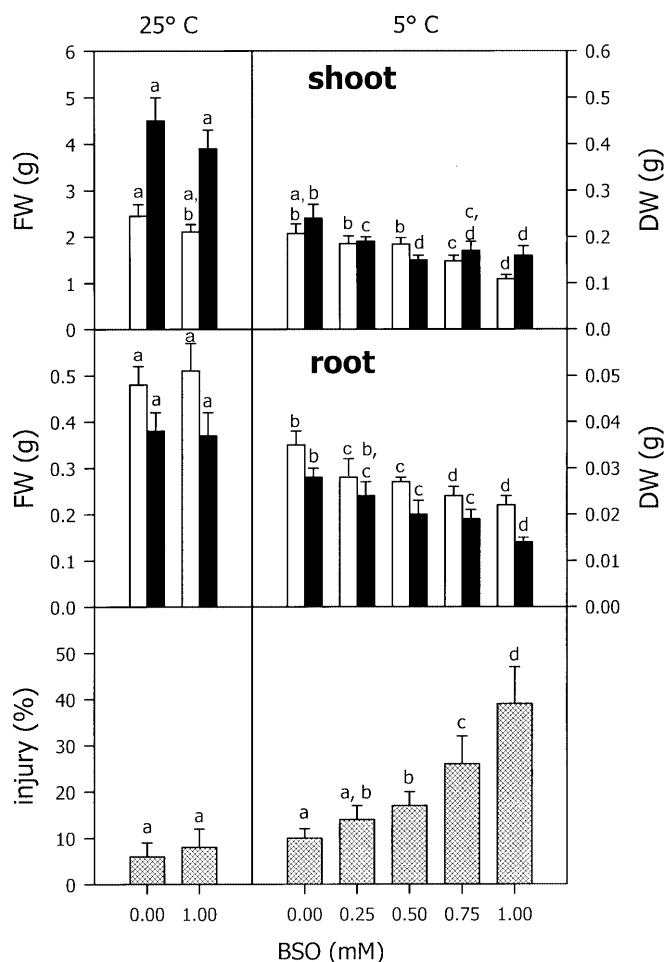 25° C 5° C
6 0.6
shoot
a
5 a 0.5
4 0.4
FW (g) DW (g)
3 a a, b 0.3
a, b b b c b d c c, d d d
2 0.2
1 0.1
0 0.0
a a root
0.5 0.05
a a
0.4 0.04
FW (g) DW (g)
b b c b, c c c d c d d
0.3 0.03
0.2 0.02
0.1 0.01
0.0 0.00
50 d
40
injury (%)
30 c
20 a, b b
a a a
10
0
0.00 1.00 0.00 0.25 0.50 0.75 1.00
BSO (mM)